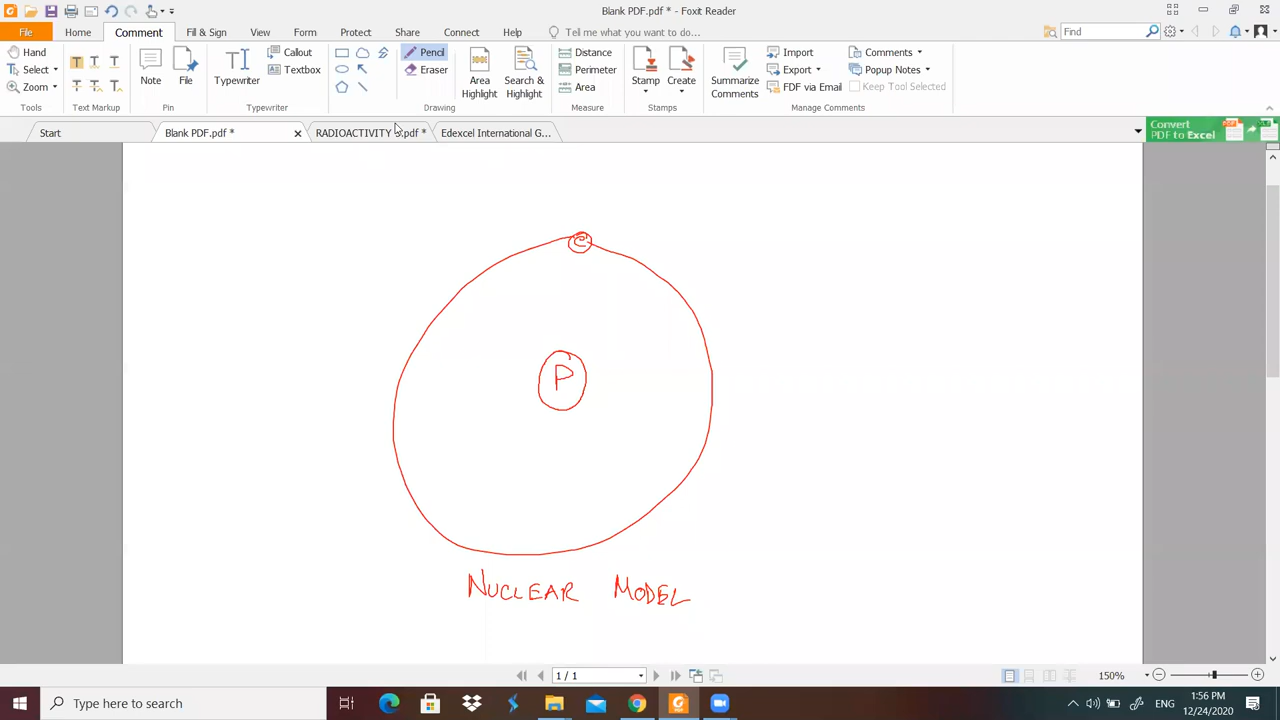 Blank PDF.pdf * - Foxit Reader
File Home Comment Fill & Sign View Form Protect Share Connect Help Tell me what you want to do... Find
Hand Select Zoom
Tools
T T T T T T
Text Markup
Note File
Pin
Typewriter Callout Textbox
Typewriter
Pencil Eraser Area Highlight Search & Highlight
Drawing
Distance Perimeter Area
Measure
Stamp Create
Stamps
Summarize Comments Import Export FDF via Email Comments Popup Notes Keep Tool Selected
Manage Comments
Start Blank PDF.pdf * RADIOACTIVITY .pdf * Edexcel International G...
Convert
PDF to Excel
e
P
NUCLEAR MODEL
1 / 1 150%
Type here to search
ENG 1:56 PM
12/24/2020